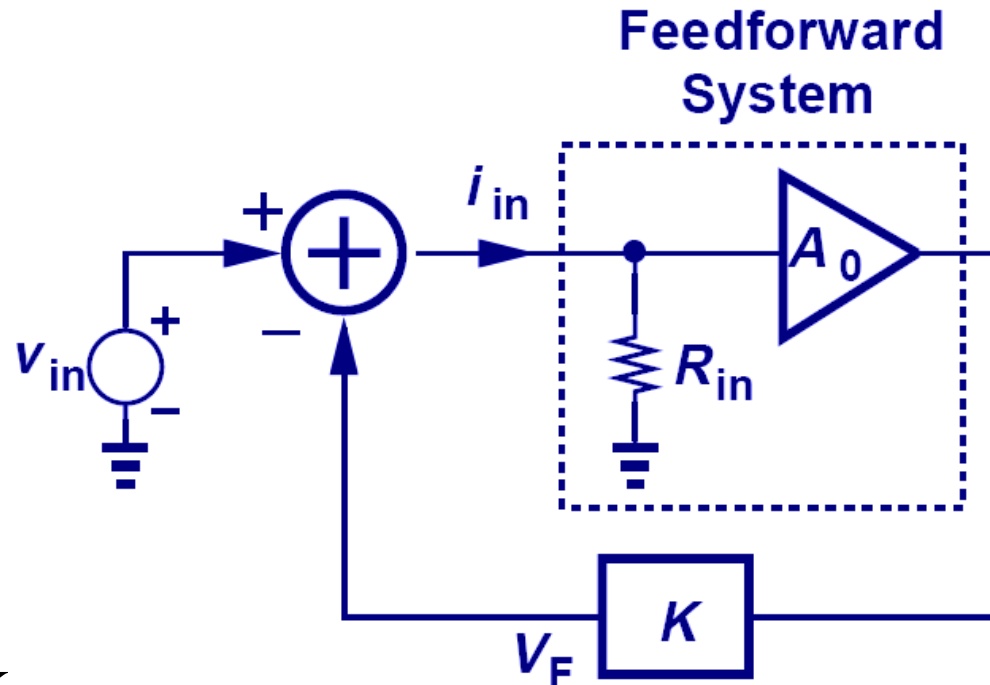 Feedforward
System
+
i in
+
A 0
−
+
v in
R in
−
K
V F